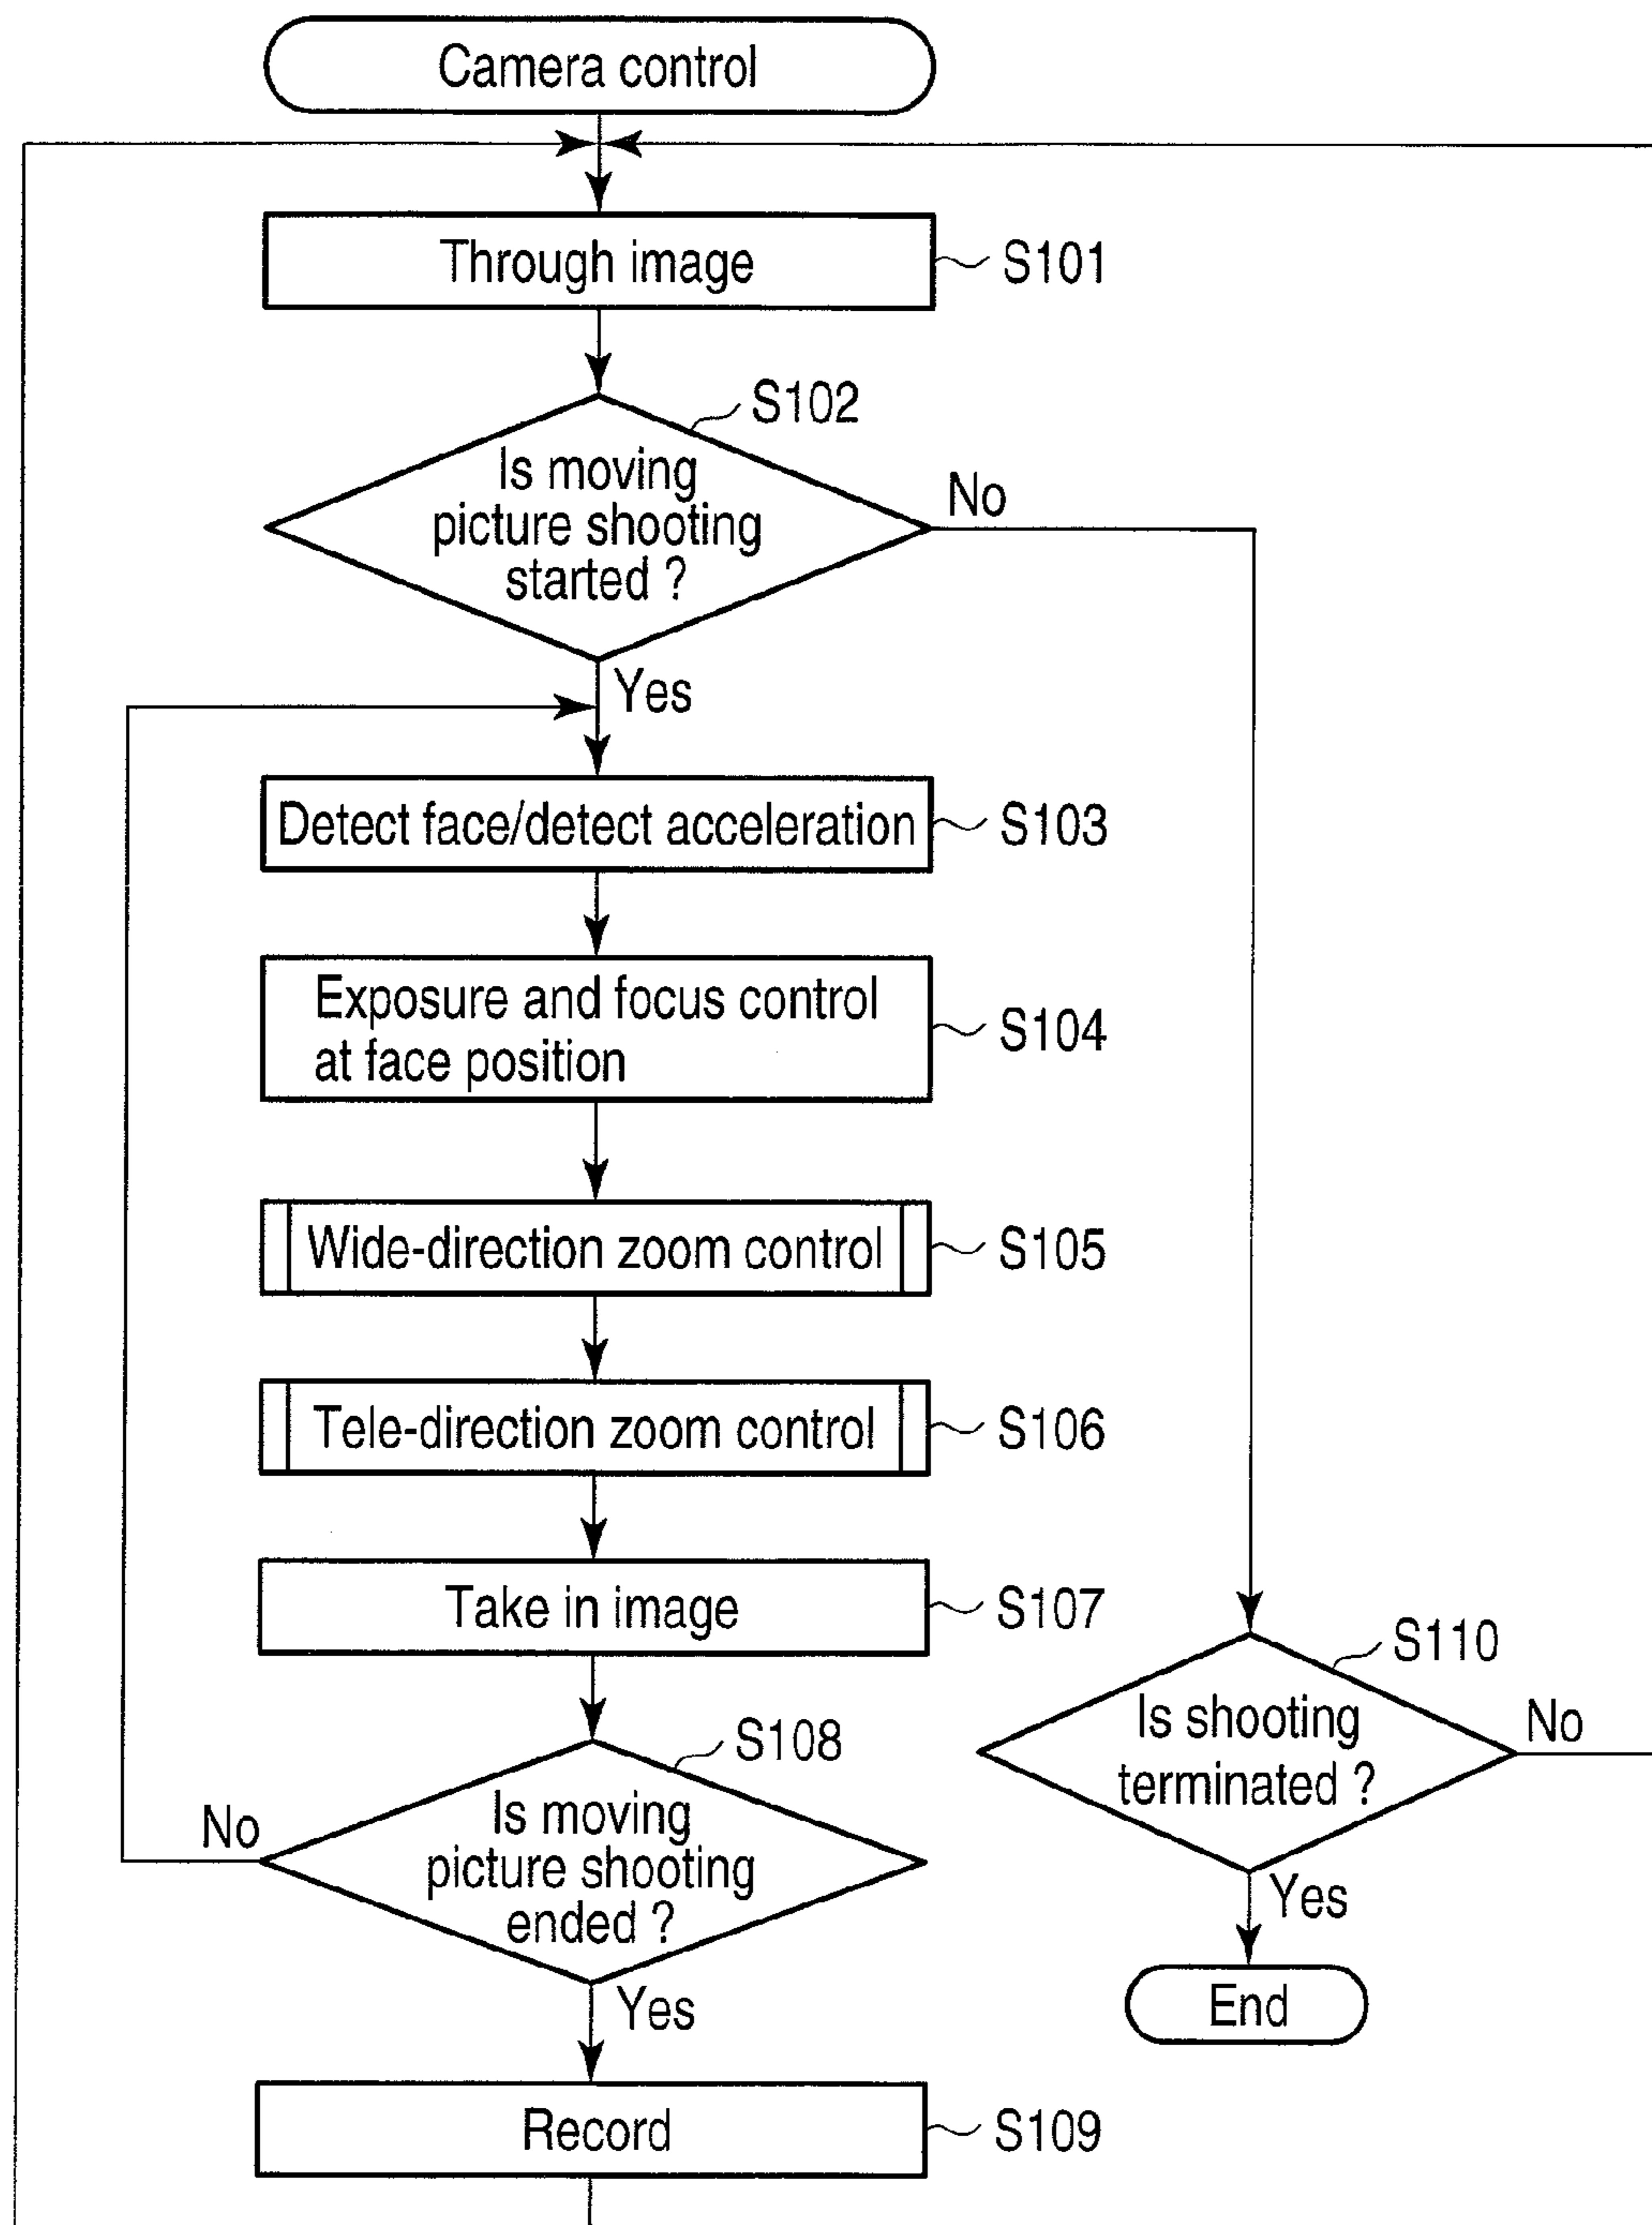 Camera control
Through image
S101
S102
Is moving
picture shooting
started ?
No
Yes
Detect face/detect acceleration
S103
Exposure and focus control
at face position
S104
Wide-direction zoom control
S105
Tele-direction zoom control
S106
Take in image
S107
S108
Is moving
picture shooting
ended ?
No
Yes
S110
Is shooting
terminated ?
No
Yes
End
Record
S109